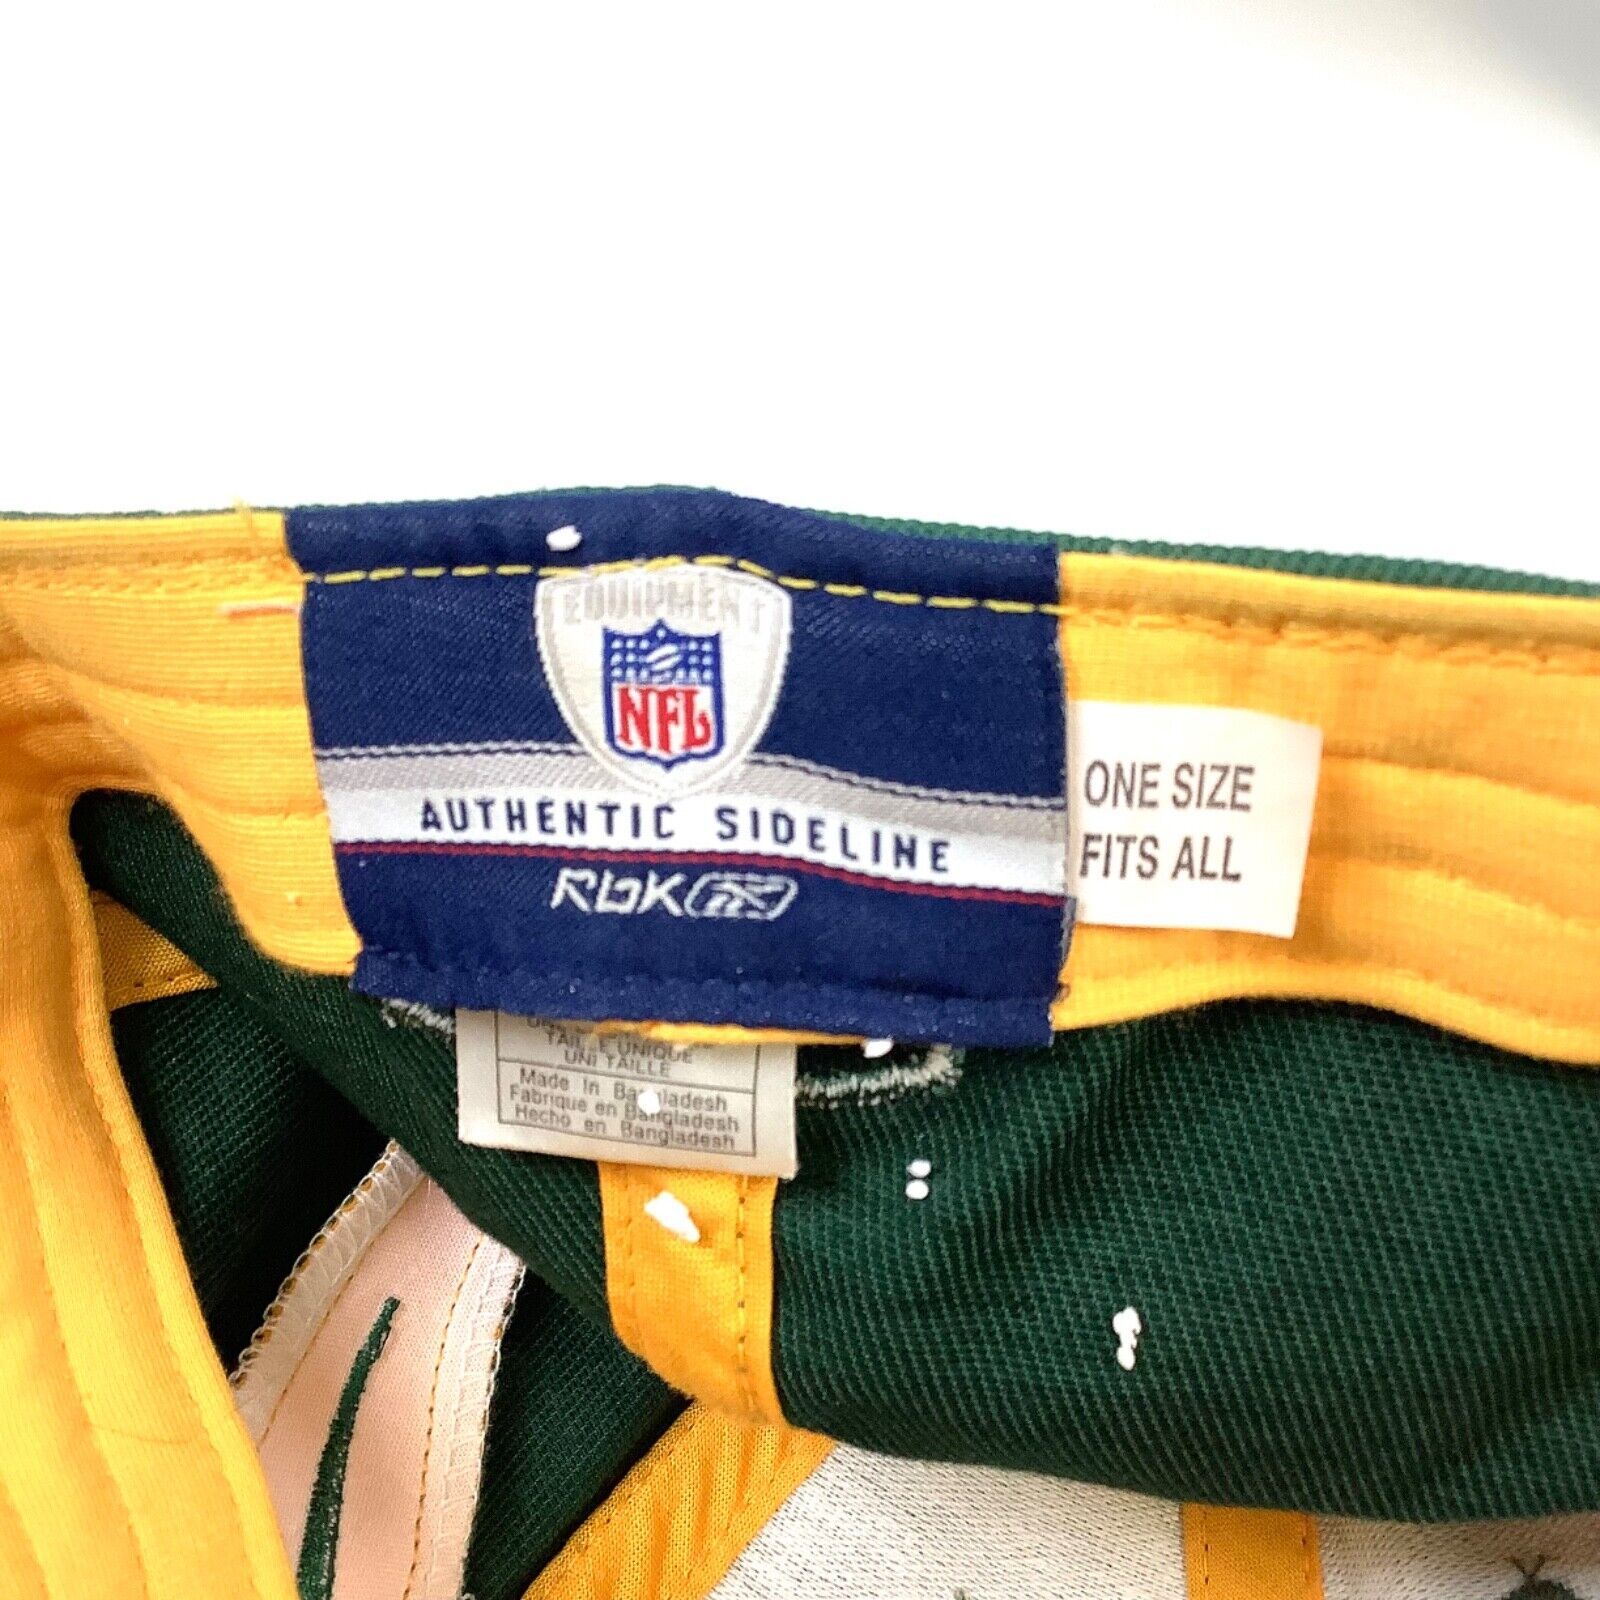 EQUIPMENT
NFL
AUTHENTIC SIDELINE
RbK
ONE SIZE
FITS ALL
TAILLE UNIQUE
UNI TAILLE
Made In Bangladesh
Fabrique en Bangladesh
Hecho en Bangladesh